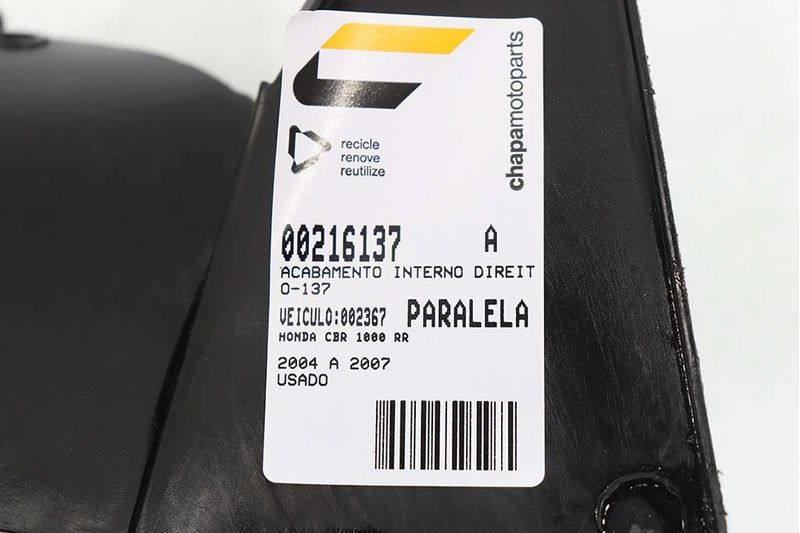 chapamotoparts
recicle
renove
reutilize
00216137 A
ACABAMENTO INTERNO DIREIT
O-137
VEICULO:002367 PARALELA
HONDA CBR 1000 RR
2004 A 2007
USADO